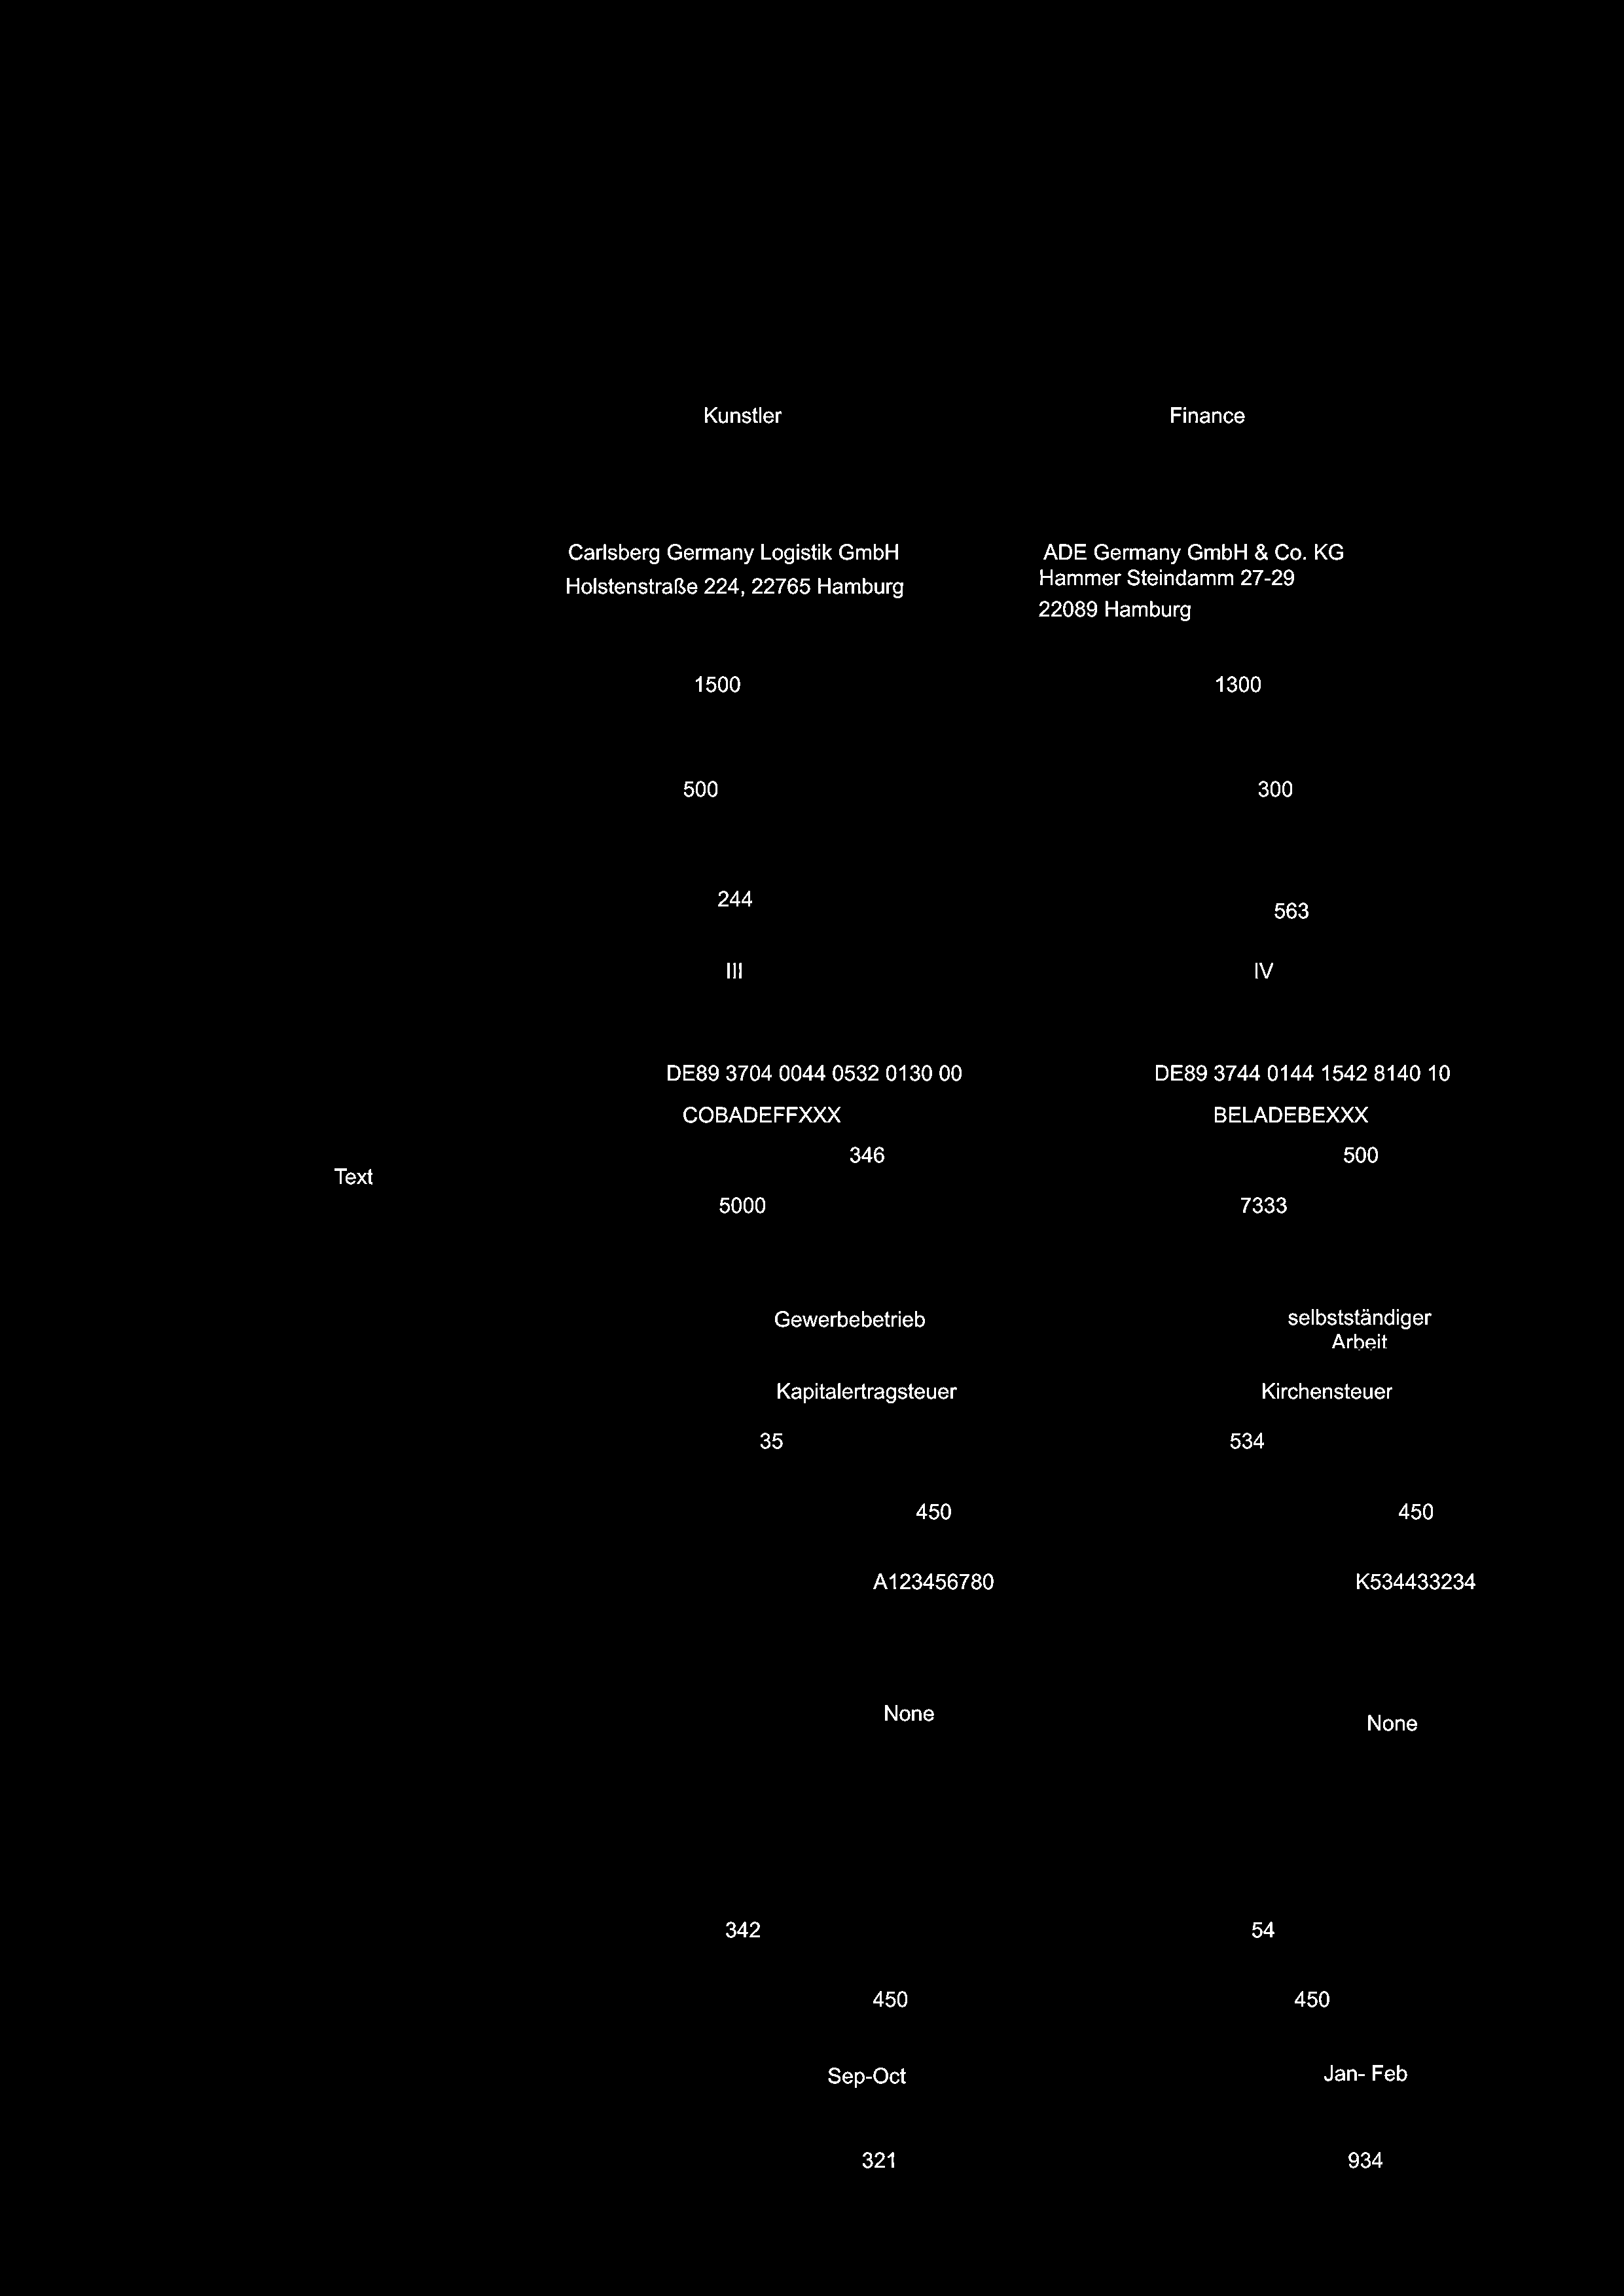 Kunstler Finance
Carlsberg Germany Logistik GmbH ADE Germany GmbH & Co. KG
Holstenstraße 224, 22765 Hamburg Hammer Steindamm 27-29
22089 Hamburg
1500 1300
500 300
244 563
III IV
DE89 3704 0044 0532 0130 00 DE89 3744 0144 1542 8140 10
COBADEFFXXX BELADEBEXXX
346 500
Text
5000 7333
Gewerbebetrieb selbstständiger
Arbeit
Kapitalertragsteuer Kirchensteuer
35 534
450 450
A123456780 K534433234
None None
342 54
450 450
Sep-Oct Jan- Feb
321 934